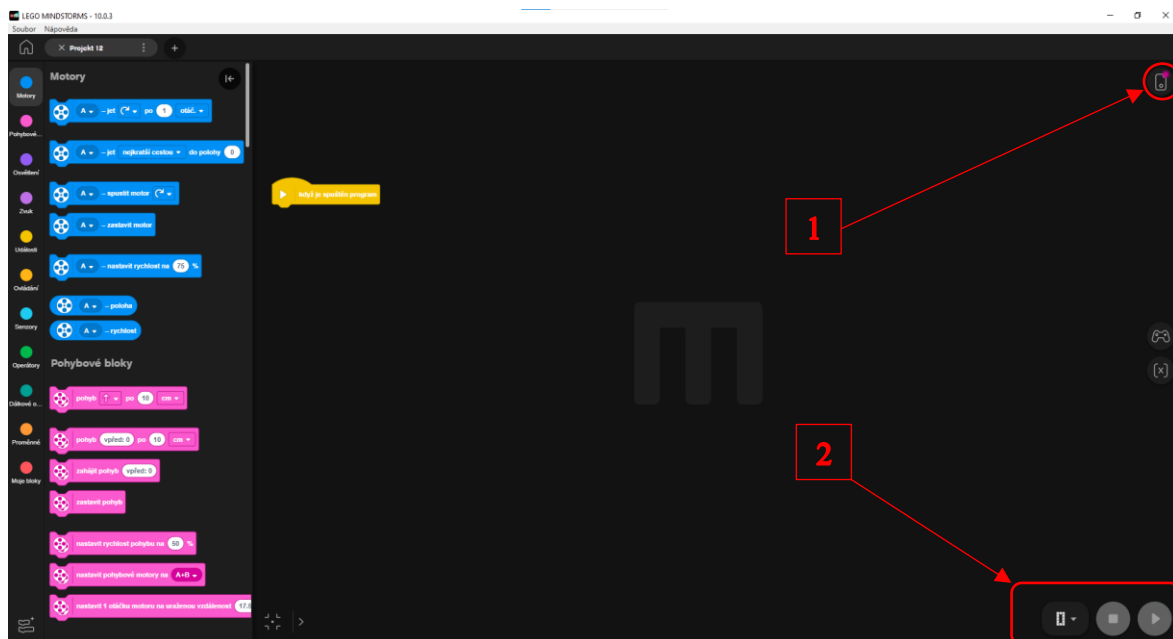 LEGO MINDSTORMS - 10.0.3
Soubor Nápověda
Projekt 12
Motory
Motory
A – jet po 1 otáč.
A – jet nejkratší cestou do polohy 0
A – spustit motor
A – zastavit motor
A – nastavit rychlost na 75 %
A – poloha
A – rychlost
Pohybové bloky
pohyb po 10 cm
pohyb vpřed: 0 po 10 cm
zahájit pohyb vpřed: 0
zastavit pohyb
nastavit rychlost pohybu na 50 %
nastavit pohybové motory na A+B
nastavit 1 otáčku motoru na uraženou vzdálenost 17.5
Pohybové...
Osvětlení
Zvuk
Události
Ovládání
Senzory
Operátory
Dálkové o...
Proměnné
Moje bloky
když je spuštěn program
1
2